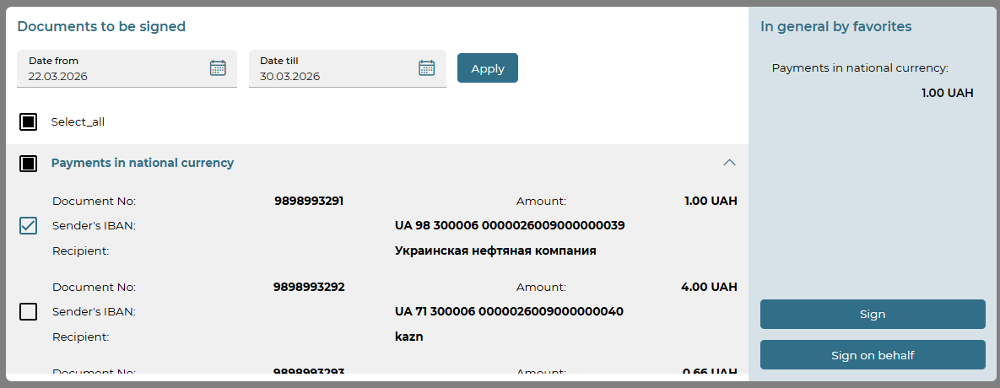 Documents to be signed
Date from
22.03.2026
Date till
30.03.2026
Apply
Select_all
Payments in national currency
Document No: 9898993291 Amount: 1.00 UAH
Sender's IBAN: UA 98 300006 0000026009000000039
Recipient: Украинская нефтяная компания
Document No: 9898993292 Amount: 4.00 UAH
Sender's IBAN: UA 71 300006 0000026009000000040
Recipient: kazn
Document No: 9898993293 Amount: 0.66 UAH
In general by favorites
Payments in national currency:
1.00 UAH
Sign
Sign on behalf